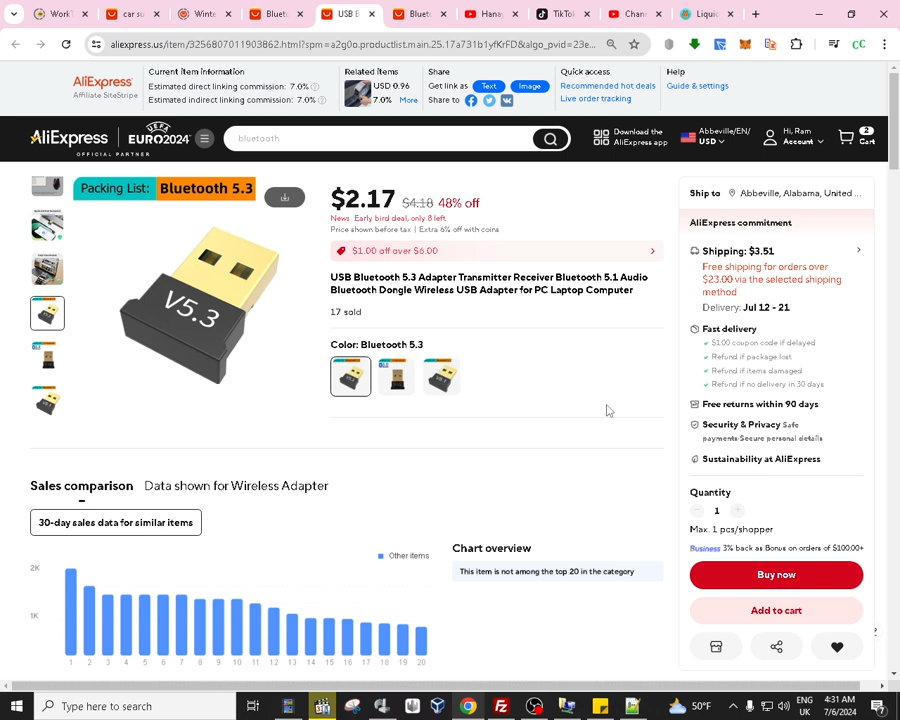 WorkT
car su
Winte
Bluet
USB B
Bluet
Hana
TikTok
Chan
Liquid
aliexpress.us/item/3256807011903862.html?spm=a2g0o.productlist.main.25.17a731b1yfKrFD&algo_pvid=23e...
CC
AliExpress
Affiliate SiteStripe
Current item information
Estimated direct linking commission: 7.0%
Estimated indirect linking commission: 7.0%
Related items
USD 0.96
7.0% More
Share
Get link as Text Image
Share to
Quick access
Recommended hot deals
Live order tracking
Help
Guide & settings
AliExpress
OFFICIAL PARTNER
UEFA
EURO2024
bluetooth
Download the
AliExpress app
Abbeville/EN/
USD
Hi, Ram
Account
2
Cart
Packing List: Bluetooth 5.3
V5.3
$2.17 $4.18 48% off
News Early bird deal, only 8 left
Price shown before tax | Extra 6% off with coins
$1.00 off over $6.00
USB Bluetooth 5.3 Adapter Transmitter Receiver Bluetooth 5.1 Audio
Bluetooth Dongle Wireless USB Adapter for PC Laptop Computer
17 sold
Color: Bluetooth 5.3
Ship to Abbeville, Alabama, United ...
AliExpress commitment
Shipping: $3.51
Free shipping for orders over
$23.00 via the selected shipping
method
Delivery: Jul 12 - 21
Fast delivery
$1.00 coupon code if delayed
Refund if package lost
Refund if items damaged
Refund if no delivery in 30 days
Free returns within 90 days
Security & Privacy Safe
payments·Secure personal details
Sustainability at AliExpress
Quantity
1
Max. 1 pcs/shopper
Business 3% back as Bonus on orders of $100.00+
Buy now
Add to cart
Sales comparison Data shown for Wireless Adapter
30-day sales data for similar items
Other items
2K
1K
1 2 3 4 5 6 7 8 9 10 11 12 13 14 15 16 17 18 19 20
Chart overview
This item is not among the top 20 in the category
Type here to search
50°F
ENG
UK
4:31 AM
7/6/2024